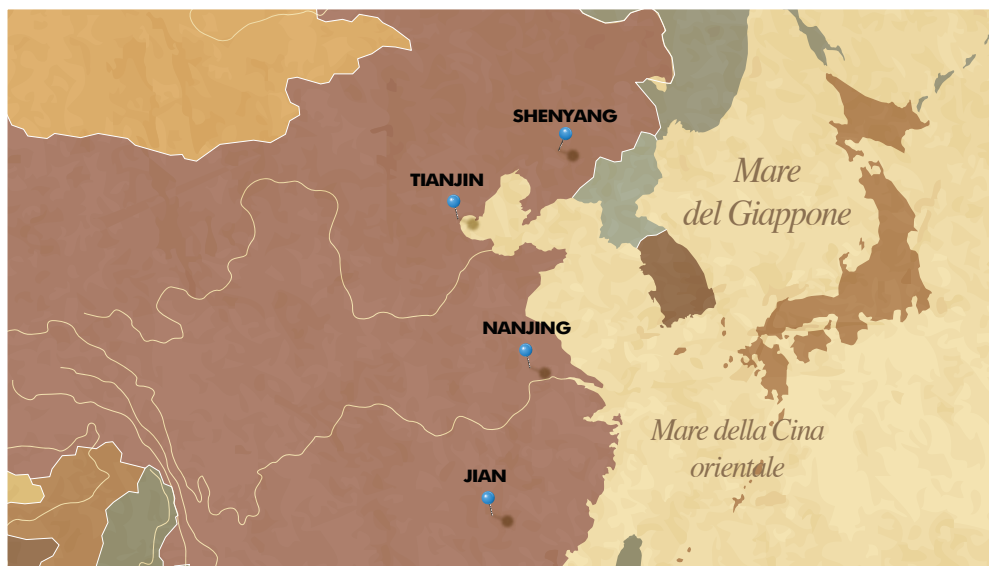 SHENYANG
TIANJIN
Mare
del Giappone
NANJING
Mare della Cina
orientale
JIAN